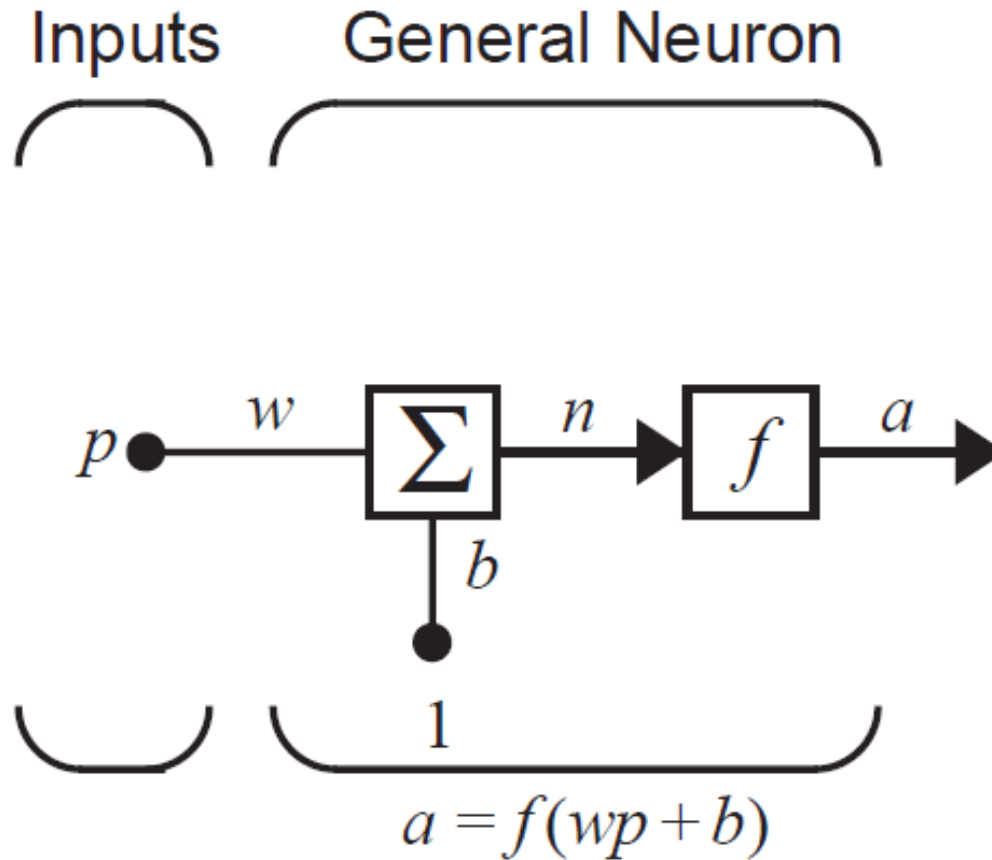 Inputs General Neuron
p w Σ n f a
b
1
a = f(wp + b)